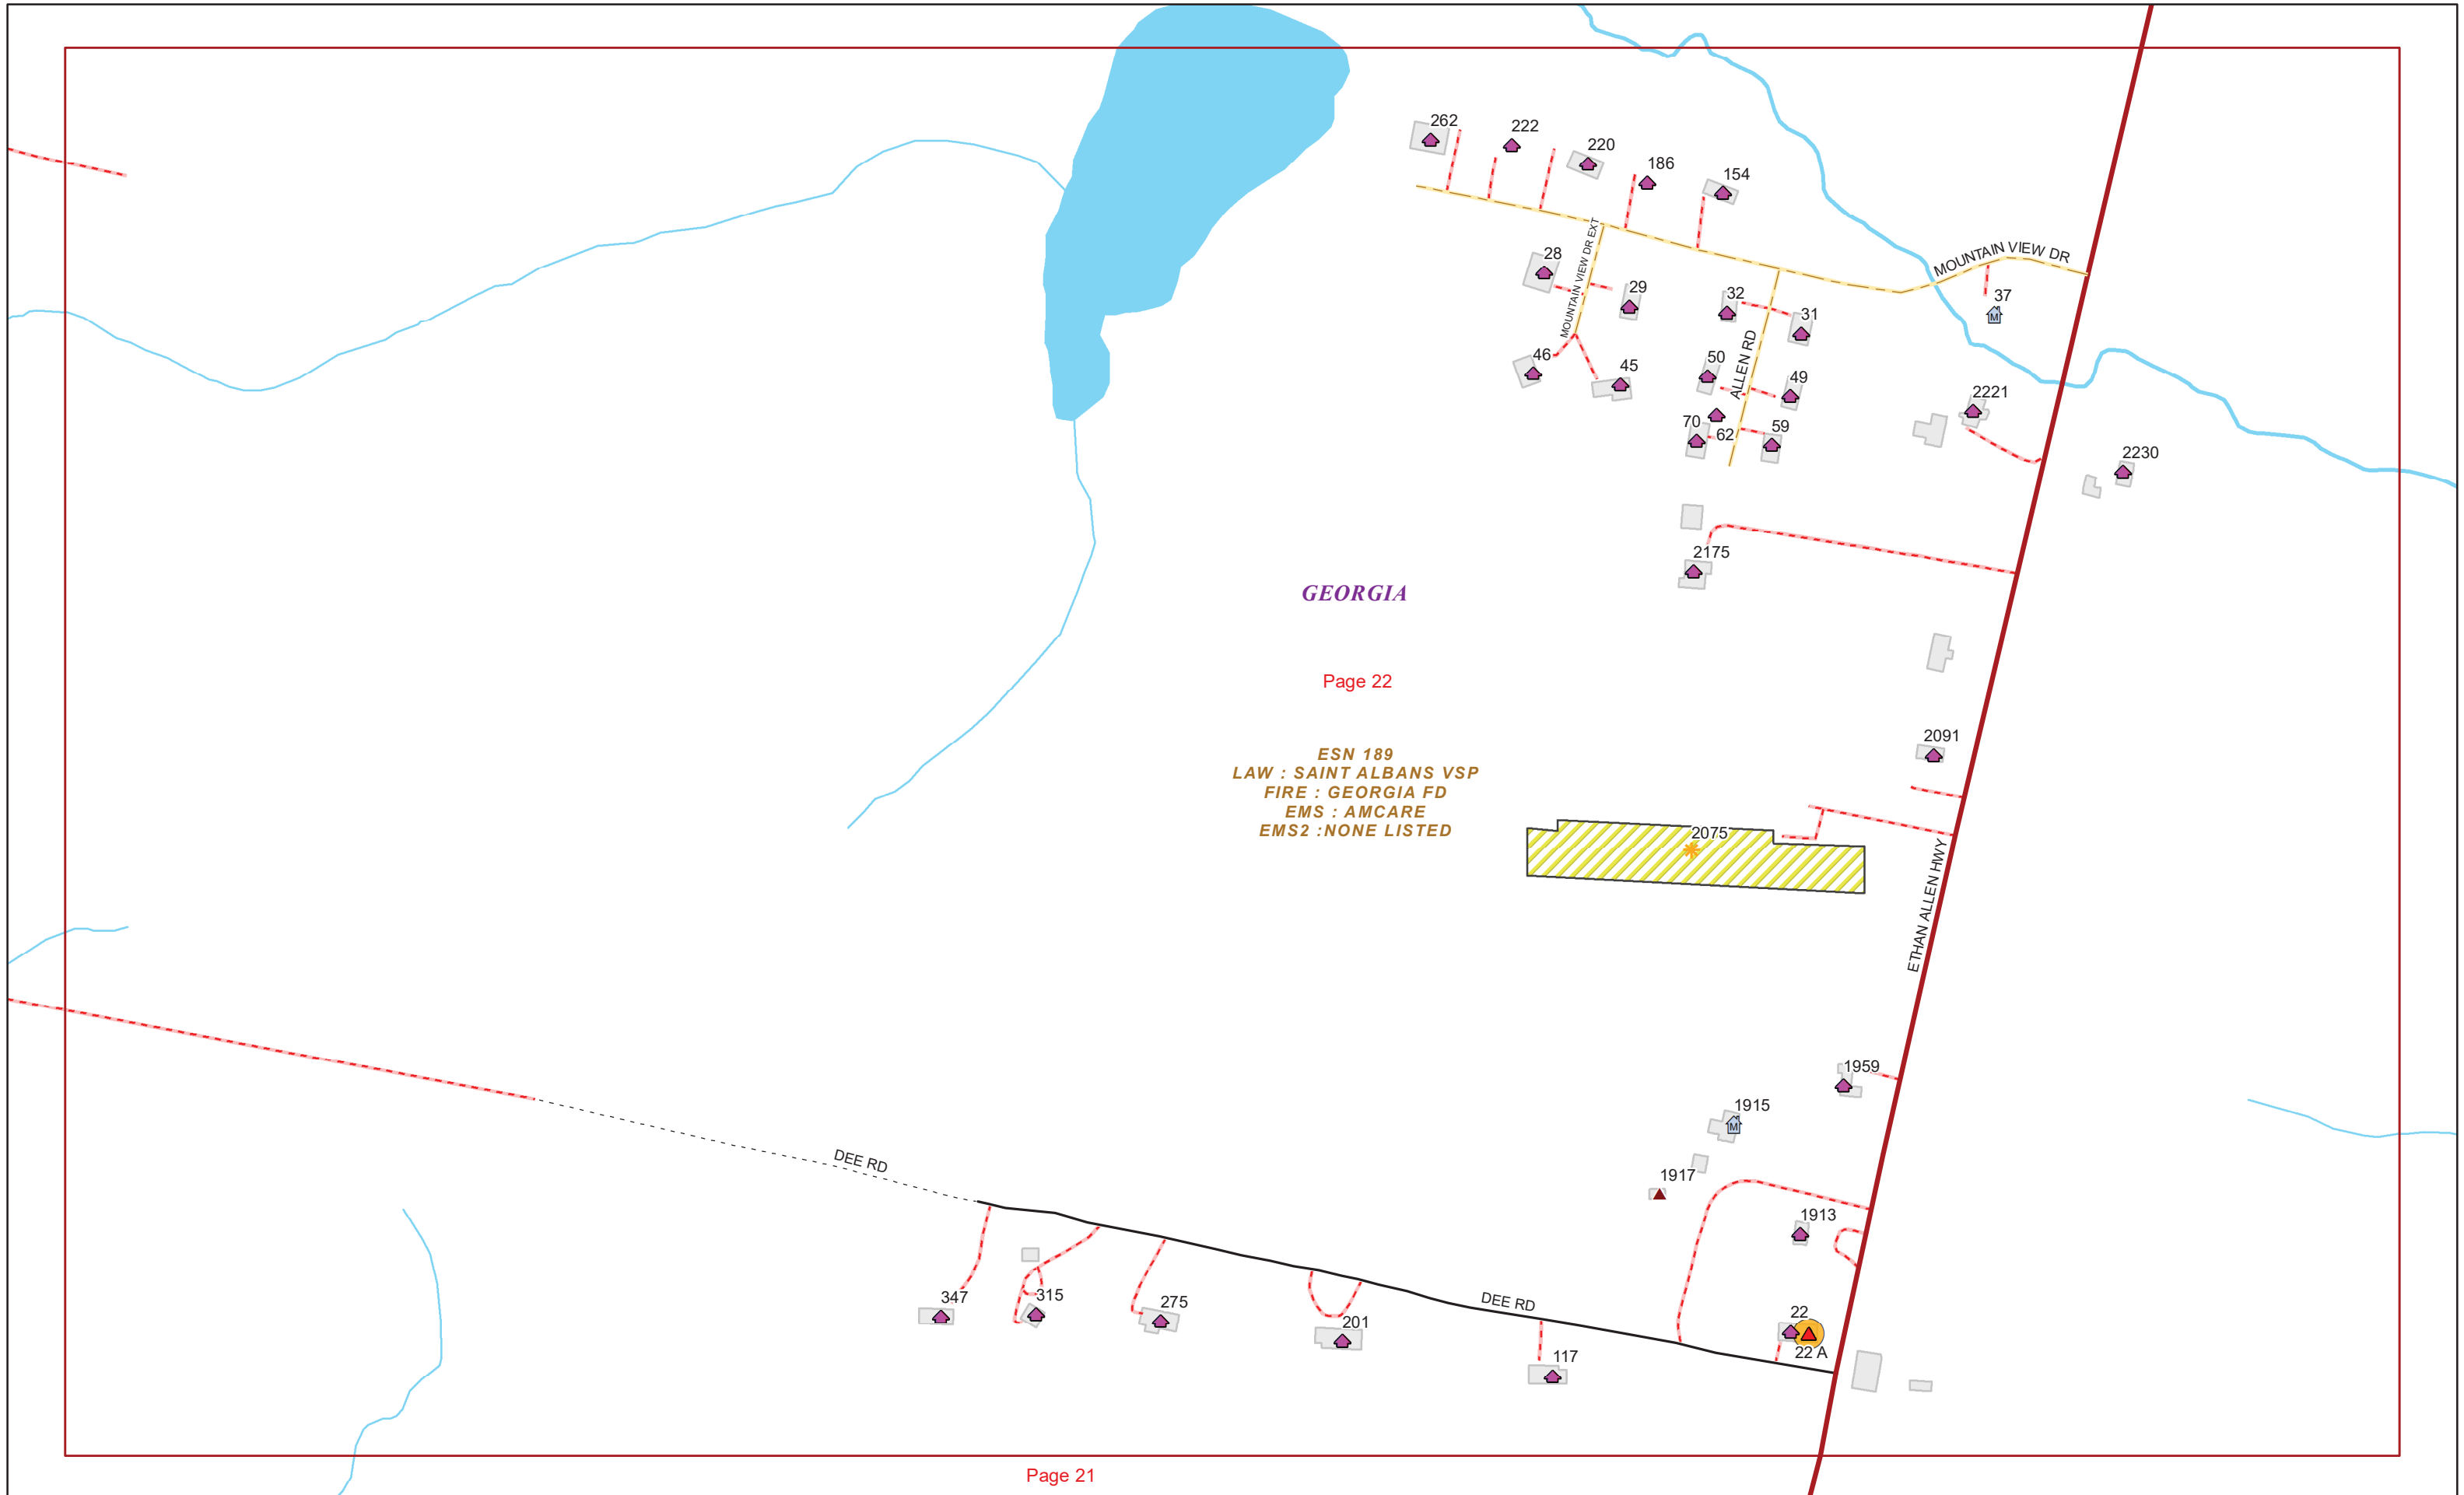 262
222
220
186
154
MOUNTAIN VIEW DR EXT
MOUNTAIN VIEW DR
28
29
32
31
37
46
45
50
49
ALLEN RD
2221
70
62
59
2230
2175
GEORGIA
Page 22
2091
ESN 189
LAW : SAINT ALBANS VSP
FIRE : GEORGIA FD
EMS : AMCARE
EMS2 :NONE LISTED
2075
ETHAN ALLEN HWY
1959
1915
DEE RD
1917
1913
347
315
275
201
DEE RD
22
22 A
117
Page 21
M
M